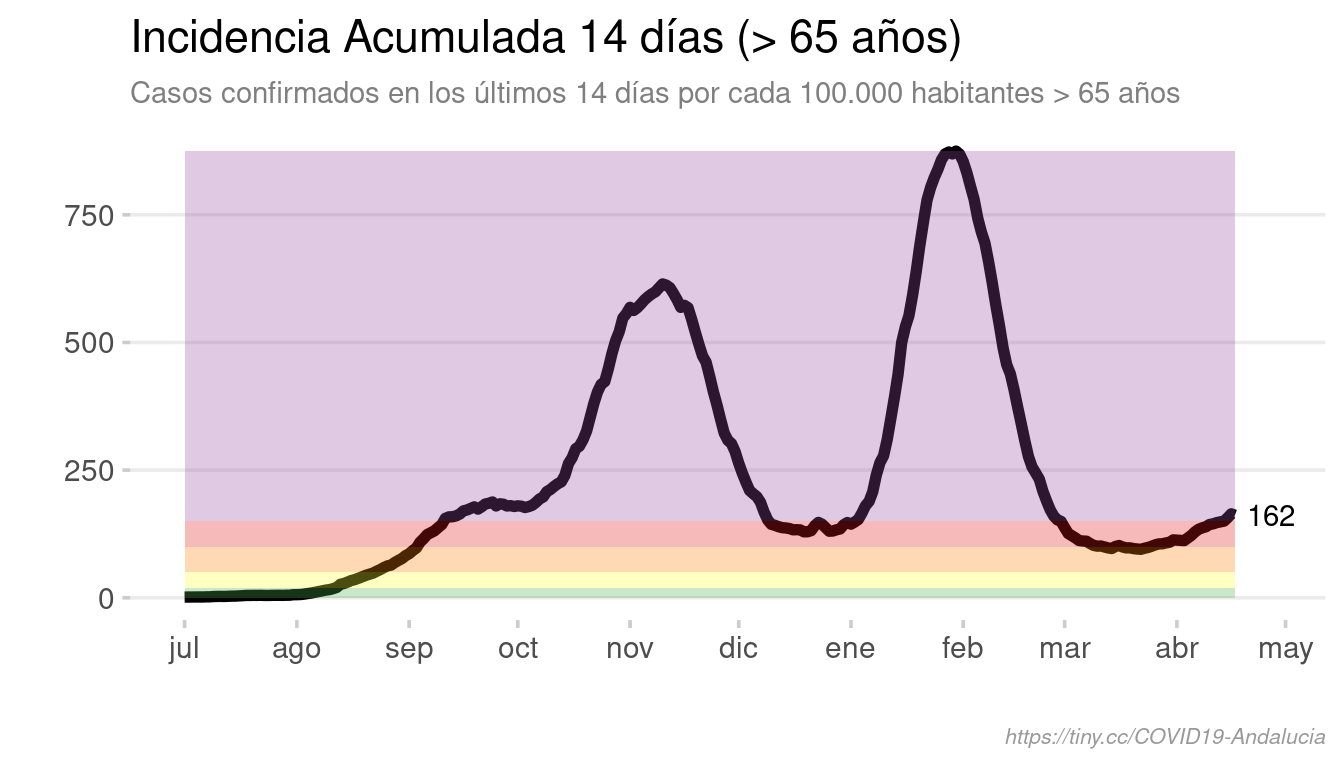 Incidencia Acumulada 14 días (> 65 años)
Casos confirmados en los últimos 14 días por cada 100.000 habitantes > 65 años
750
500
250
0
162
jul ago sep oct nov dic ene feb mar abr may
https://tiny.cc/COVID19-Andalucia